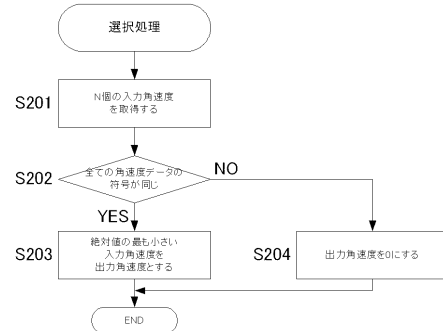 選択処理
S201
N個の入力角速度
を取得する
S202
全ての角速度データの
符号が同じ
NO
YES
S203
絶対値の最も小さい
入力角速度を
出力角速度とする
S204
出力角速度を0にする
END